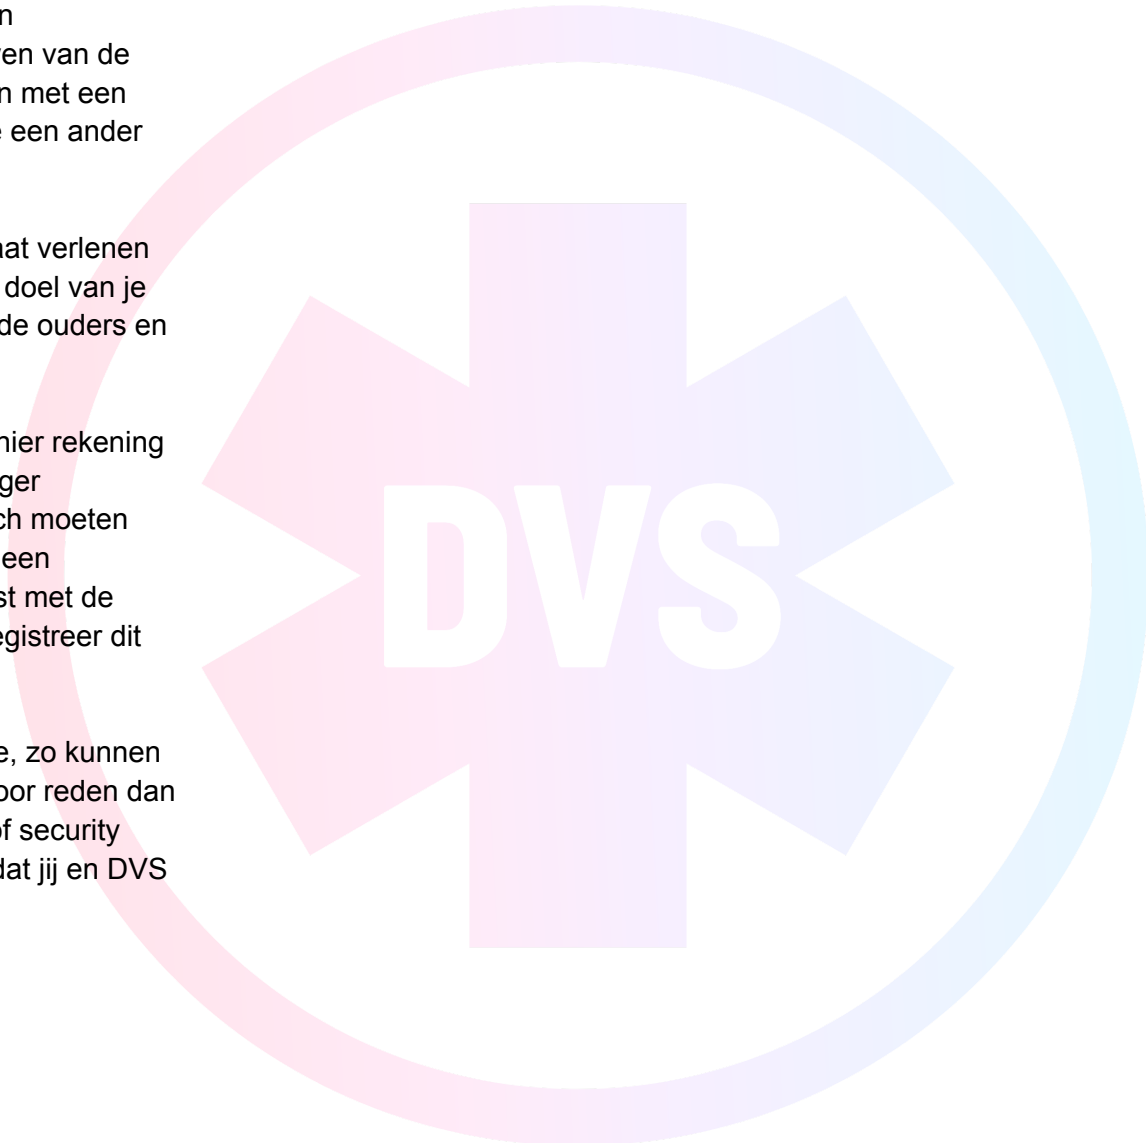 en van de
n met een
een ander
aat verlenen
doel van je
de ouders en
hier rekening
ger
ch moeten
een
st met de
egistreer dit
DVS
e, zo kunnen
oor reden dan
of security
dat jij en DVS